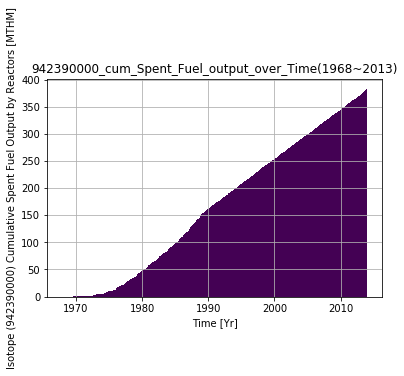 942390000_cum_Spent_Fuel_output_over_Time(1968~2013)
Isotope (942390000) Cumulative Spent Fuel Output by Reactors [MTHM]
400
350
300
250
200
150
100
50
0
1970 1980 1990 2000 2010
Time [Yr]